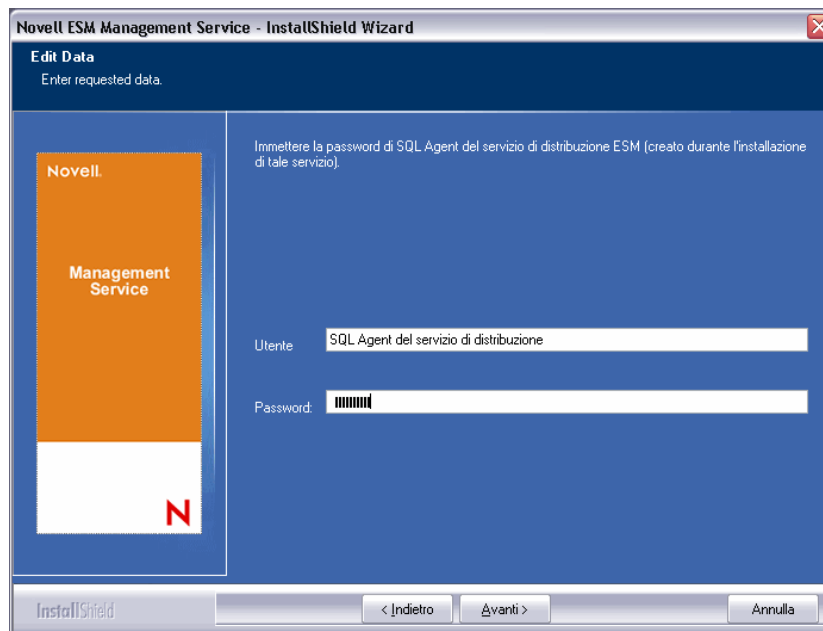 Novell ESM Management Service - InstallShield Wizard
Edit Data
Enter requested data.
Novell.
Management
Service
Immettere la password di SQL Agent del servizio di distribuzione ESM (creato durante l'installazione
di tale servizio).
Utente
SQL Agent del servizio di distribuzione
Password:
N
InstallShield
< Indietro
Avanti >
Annulla